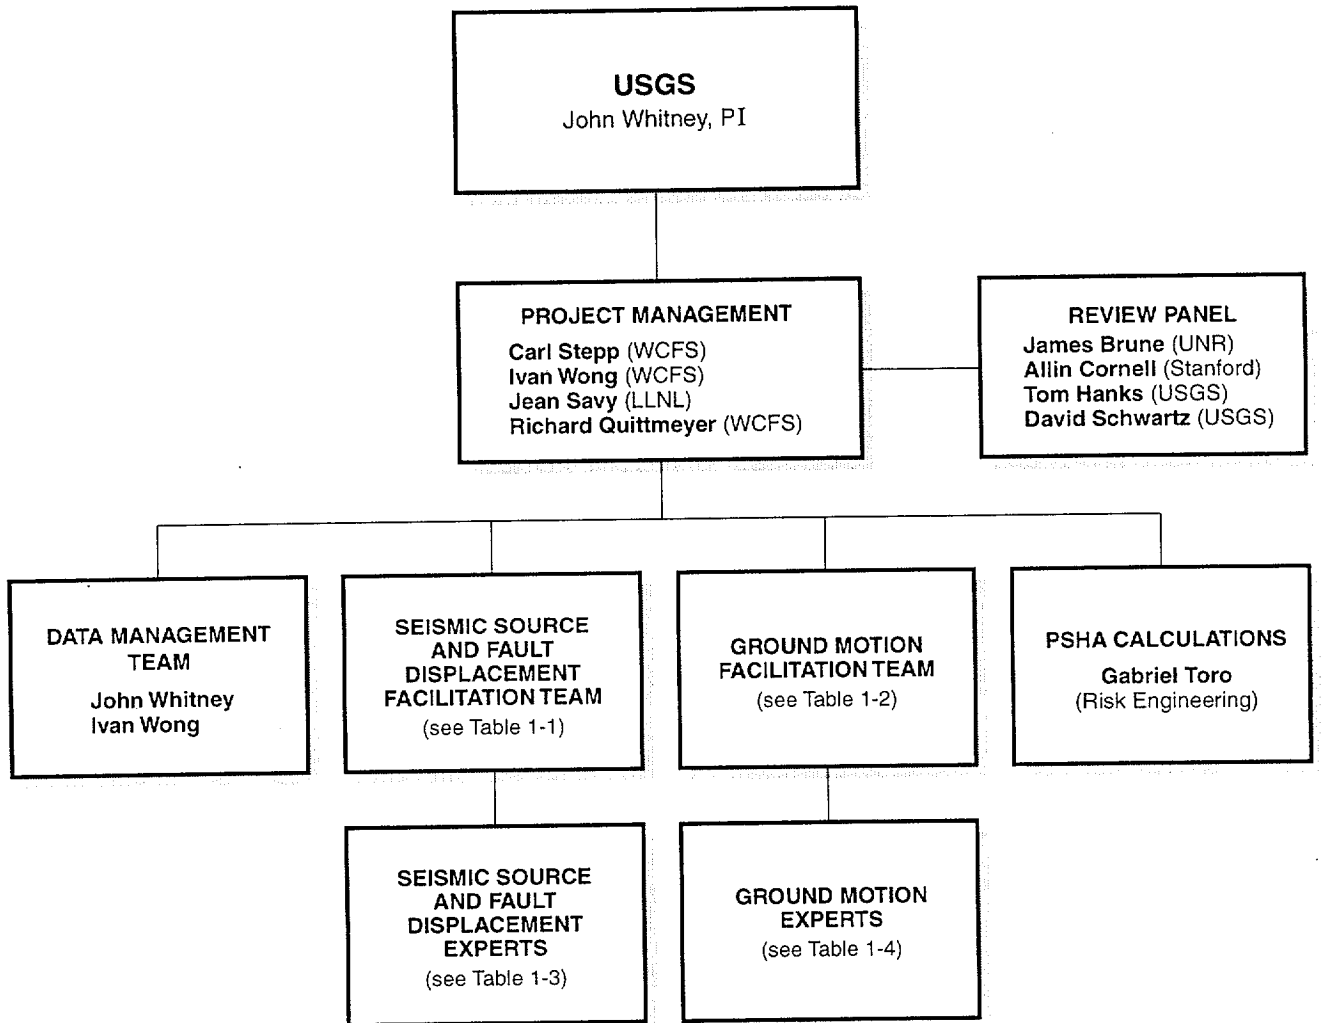 USGS
John Whitney, PI
PROJECT MANAGEMENT
Carl Stepp (WCFS)
Ivan Wong (WCFS)
Jean Savy (LLNL)
Richard Quittmeyer (WCFS)
REVIEW PANEL
James Brune (UNR)
Allin Cornell (Stanford)
Tom Hanks (USGS)
David Schwartz (USGS)
DATA MANAGEMENT
TEAM
John Whitney
Ivan Wong
SEISMIC SOURCE
AND FAULT
DISPLACEMENT
FACILITATION TEAM
(see Table 1-1)
GROUND MOTION
FACILITATION TEAM
(see Table 1-2)
PSHA CALCULATIONS
Gabriel Toro
(Risk Engineering)
SEISMIC SOURCE
AND FAULT
DISPLACEMENT
EXPERTS
(see Table 1-3)
GROUND MOTION
EXPERTS
(see Table 1-4)